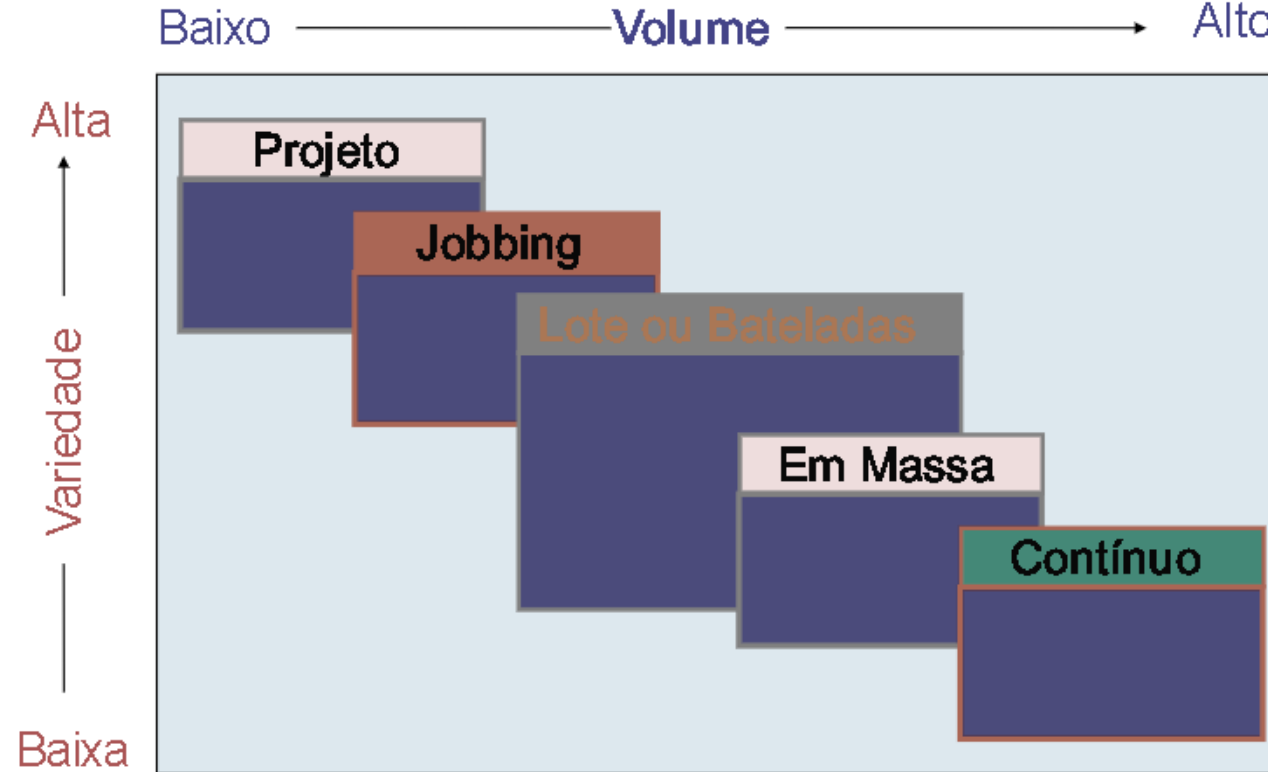 Baixo Volume Alto
Alta
Projeto
Jobbing
Lote ou Bateladas
Variedade
Em Massa
Contínuo
Baixa